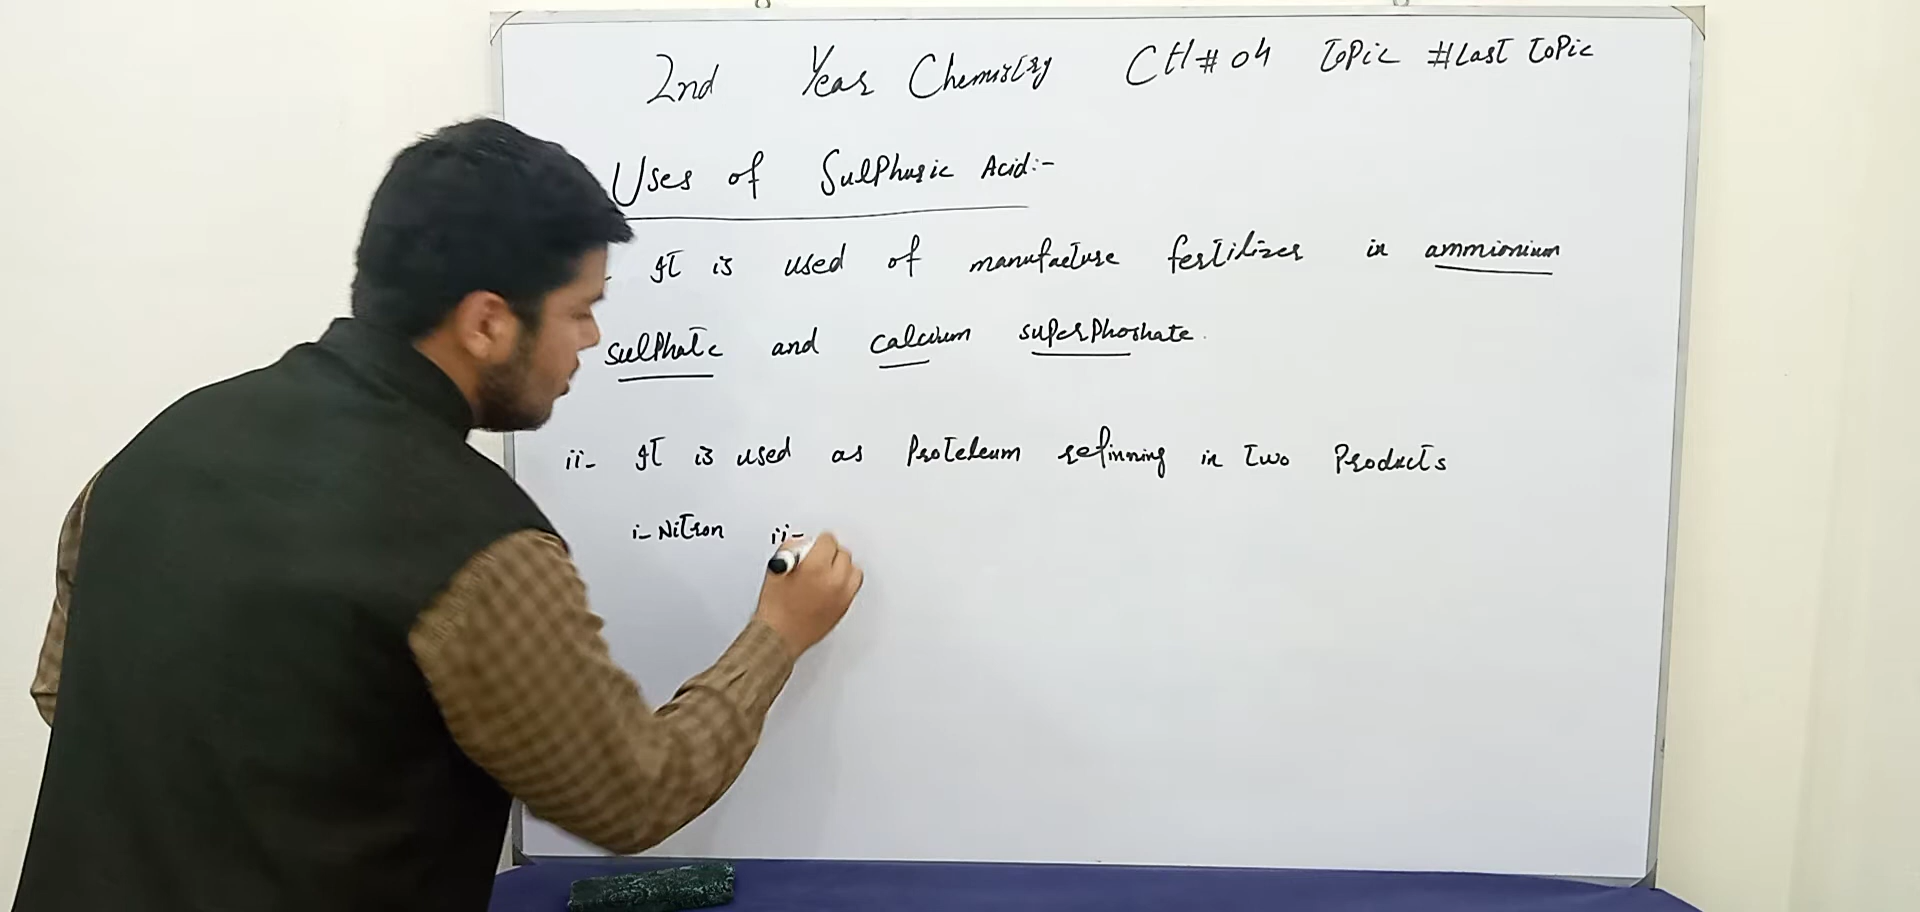 2nd Year Chemistry CH#04 Topic #Last Topic
Uses of Sulphuric Acid:-
It is used of manufacture fertilizer in ammionium
sulphate and calcium superphoshate.
ii- It is used as Proteleum refinning in two Products
i- Nitron ii-